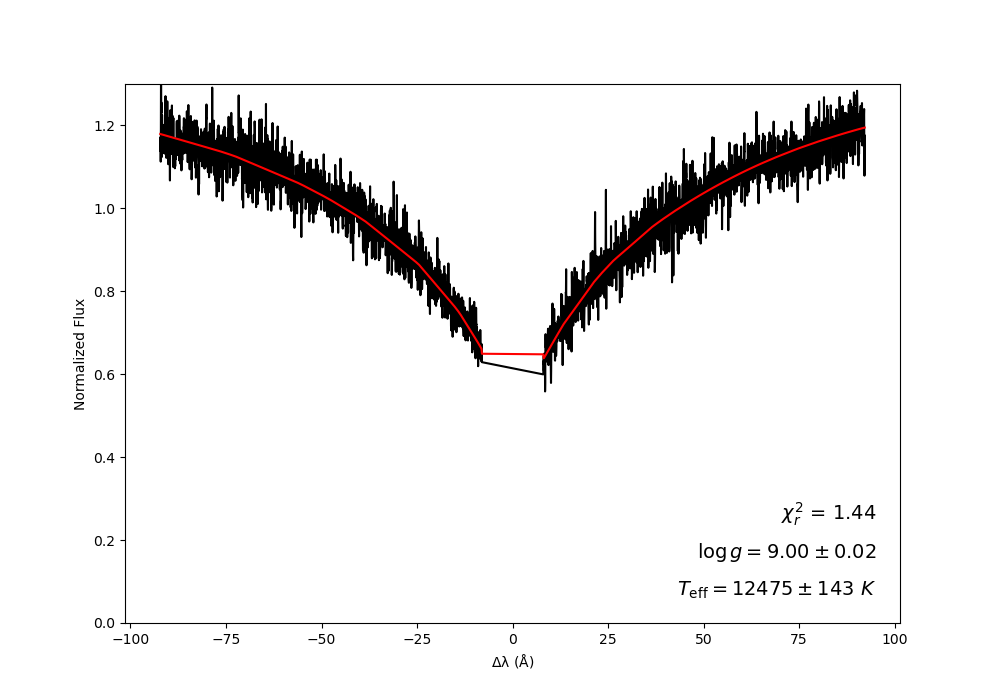 1.2
1.0
0.8
0.6
0.4
0.2
0.0
Normalized Flux
χ²ᵣ = 1.44
log g = 9.00 ± 0.02
T_eff = 12475 ± 143 K
−100 −75 −50 −25 0 25 50 75 100
Δλ (Å)